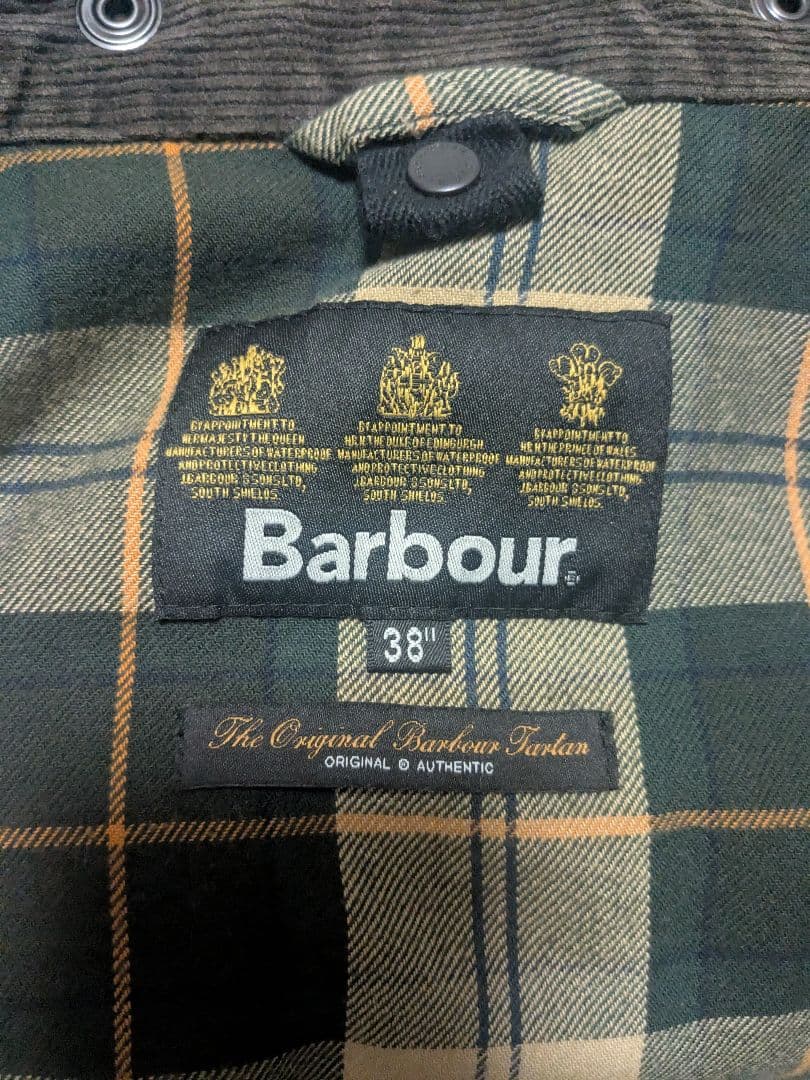 BY APPOINTMENT TO
HER MAJESTY THE QUEEN
MANUFACTURERS OF WATERPROOF
AND PROTECTIVE CLOTHING
J.BARBOUR & SONS LTD,
SOUTH SHIELDS.
BY APPOINTMENT TO
H.R.H. THE DUKE OF EDINBURGH
MANUFACTURERS OF WATERPROOF
AND PROTECTIVE CLOTHING
J.BARBOUR & SONS LTD,
SOUTH SHIELDS.
BY APPOINTMENT TO
H.R.H. THE PRINCE OF WALES
MANUFACTURERS OF WATERPROOF
AND PROTECTIVE CLOTHING
J.BARBOUR & SONS LTD,
SOUTH SHIELDS.
Barbour®
38"
The Original Barbour Tartan
ORIGINAL ® AUTHENTIC